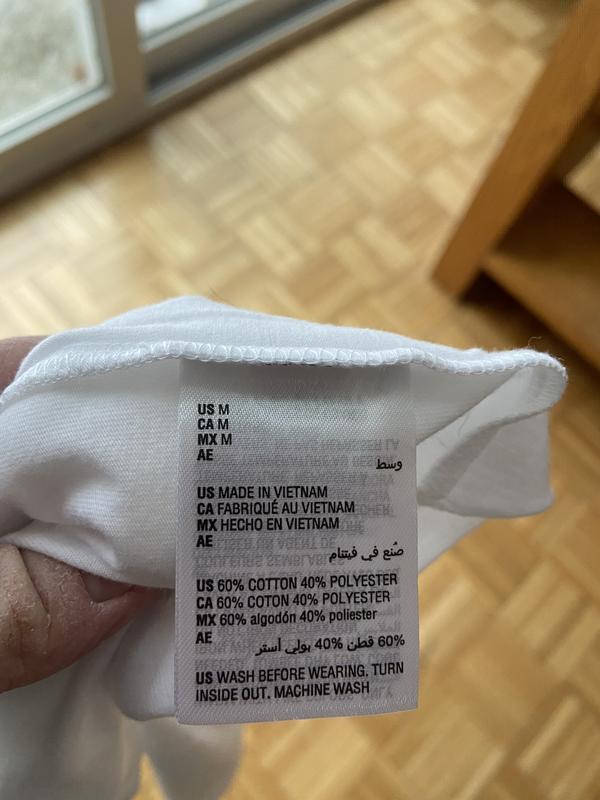 US M
CA M
MX M
AE
وسط
US MADE IN VIETNAM
CA FABRIQUÉ AU VIETNAM
MX HECHO EN VIETNAM
AE
صُنع في فيتنام
US 60% COTTON 40% POLYESTER
CA 60% COTON 40% POLYESTER
MX 60% algodón 40% poliester
AE
60% قطن 40% بولي أستر
US WASH BEFORE WEARING. TURN
INSIDE OUT. MACHINE WASH